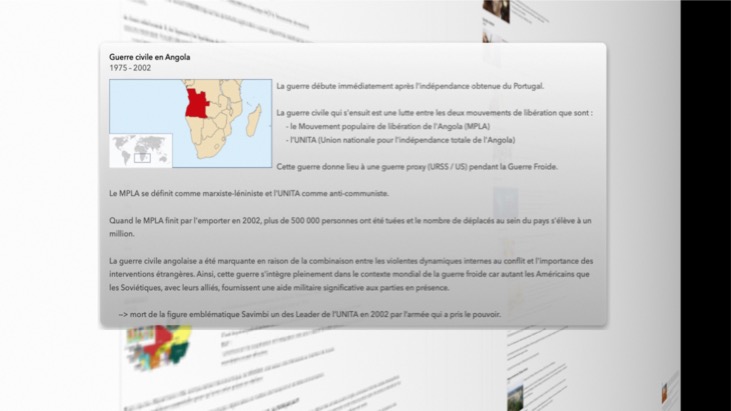 Guerre civile en Angola
1975 - 2002
La guerre débute immédiatement après l'indépendance obtenue du Portugal.
La guerre civile qui s'ensuit est une lutte entre les deux mouvements de libération que sont :
- le Mouvement populaire de libération de l'Angola (MPLA)
- l'UNITA (Union nationale pour l'indépendance totale de l'Angola)
Cette guerre donne lieu à une guerre proxy (URSS / US) pendant la Guerre Froide.
Le MPLA se définit comme marxiste-léniniste et l'UNITA comme anti-communiste.
Quand le MPLA finit par l'emporter en 2002, plus de 500 000 personnes ont été tuées et le nombre de déplacés au sein du pays s'élève à un
million.
La guerre civile angolaise a été marquante en raison de la combinaison entre les violentes dynamiques internes au conflit et l'importance des
interventions étrangères. Ainsi, cette guerre s'intègre pleinement dans le contexte mondial de la guerre froide car autant les Américains que
les Soviétiques, avec leurs alliés, fournissent une aide militaire significative aux parties en présence.
--> mort de la figure emblématique Savimbi un des Leader de l'UNITA en 2002 par l'armée qui a pris le pouvoir.